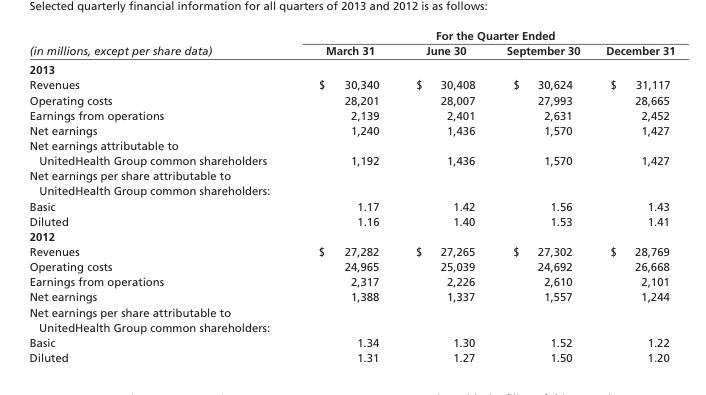 Selected quarterly financial information for all quarters of 2013 and 2012 is as follows:
For the Quarter Ended
(in millions, except per share data) March 31 June 30 September 30 December 31
2013
Revenues $ 30,340 $ 30,408 $ 30,624 $ 31,117
Operating costs 28,201 28,007 27,993 28,665
Earnings from operations 2,139 2,401 2,631 2,452
Net earnings 1,240 1,436 1,570 1,427
Net earnings attributable to
UnitedHealth Group common shareholders 1,192 1,436 1,570 1,427
Net earnings per share attributable to
UnitedHealth Group common shareholders:
Basic 1.17 1.42 1.56 1.43
Diluted 1.16 1.40 1.53 1.41
2012
Revenues $ 27,282 $ 27,265 $ 27,302 $ 28,769
Operating costs 24,965 25,039 24,692 26,668
Earnings from operations 2,317 2,226 2,610 2,101
Net earnings 1,388 1,337 1,557 1,244
Net earnings per share attributable to
UnitedHealth Group common shareholders:
Basic 1.34 1.30 1.52 1.22
Diluted 1.31 1.27 1.50 1.20